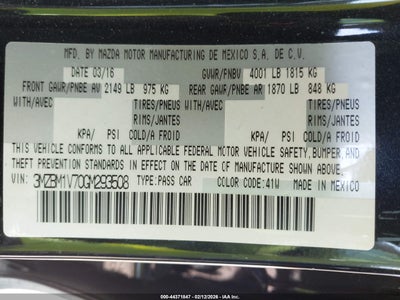 MFD. BY MAZDA MOTOR MANUFACTURING DE MEXICO S.A. DE C.V.
DATE 03/16 GVWR/PNBV 4001 LB 1815 KG
FRONT GAWR/PNBE AV 2149 LB 975 KG REAR GAWR/PNBE AR 1870 LB 848 KG
WITH/AVEC TIRES/PNEUS WITH/AVEC TIRES/PNEUS
RIMS/JANTES RIMS/JANTES
KPA/ PSI COLD/A FROID KPA/ PSI COLD/A FROID
THIS VEHICLE CONFORMS TO ALL APPLICABLE FEDERAL MOTOR VEHICLE SAFETY, BUMPER, AND
THEFT PREVENTION STANDARDS IN EFFECT ON THE DATE OF MANUFACTURE SHOWN ABOVE.
VIN: 3MZBM1V70GM293508 TYPE: PASS CAR COLOR CODE: 41W MADE IN MEXICO
000-44371847 - 02/12/2026 - IAA Inc.